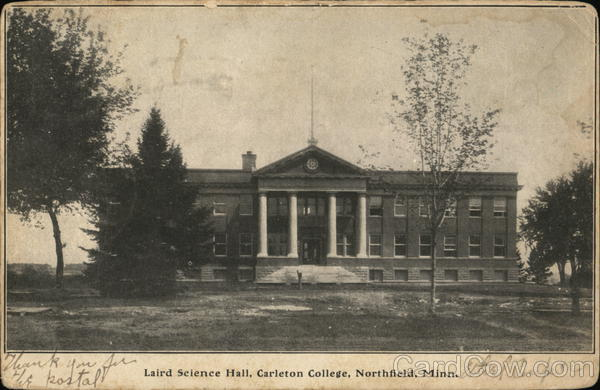 Laird Science Hall, Carleton College, Northfield, Minn.
Thank you for
the postal
CardCow.com